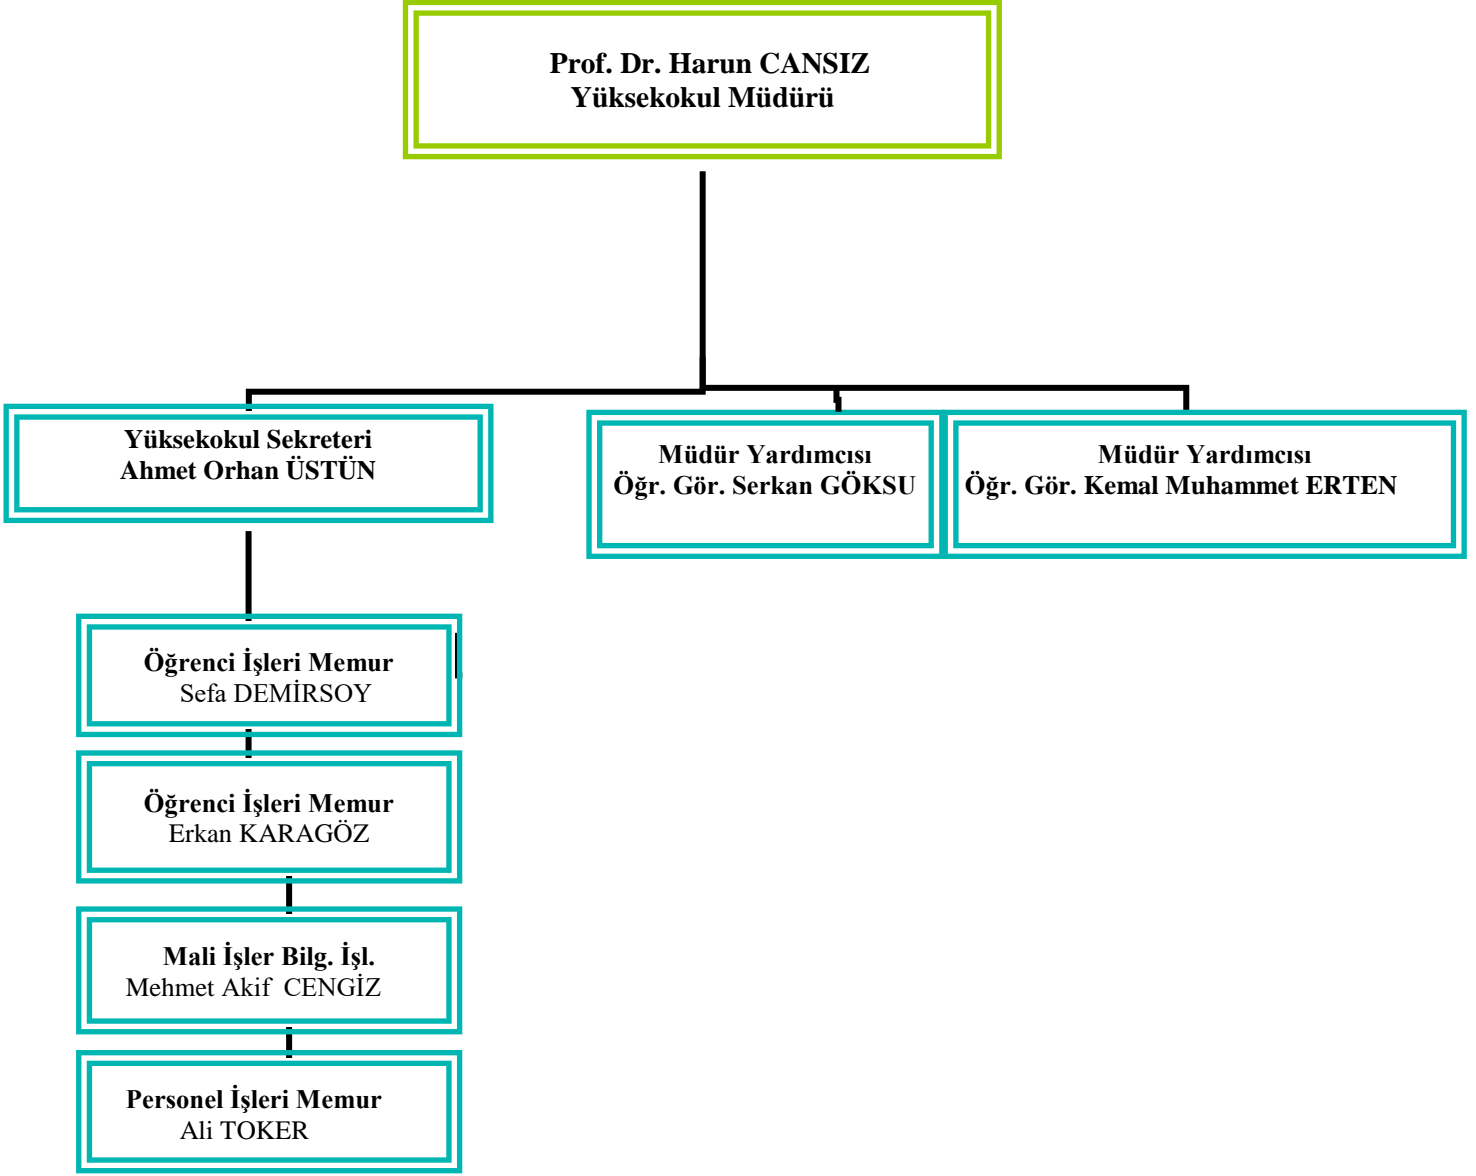 Prof. Dr. Harun CANSIZ
Yüksekokul Müdürü
Yüksekokul Sekreteri
Ahmet Orhan ÜSTÜN
Müdür Yardımcısı
Öğr. Gör. Serkan GÖKSU
Müdür Yardımcısı
Öğr. Gör. Kemal Muhammet ERTEN
Öğrenci İşleri Memur
Sefa DEMİRSOY
Öğrenci İşleri Memur
Erkan KARAGÖZ
Mali İşler Bilg. İşl.
Mehmet Akif CENGİZ
Personel İşleri Memur
Ali TOKER